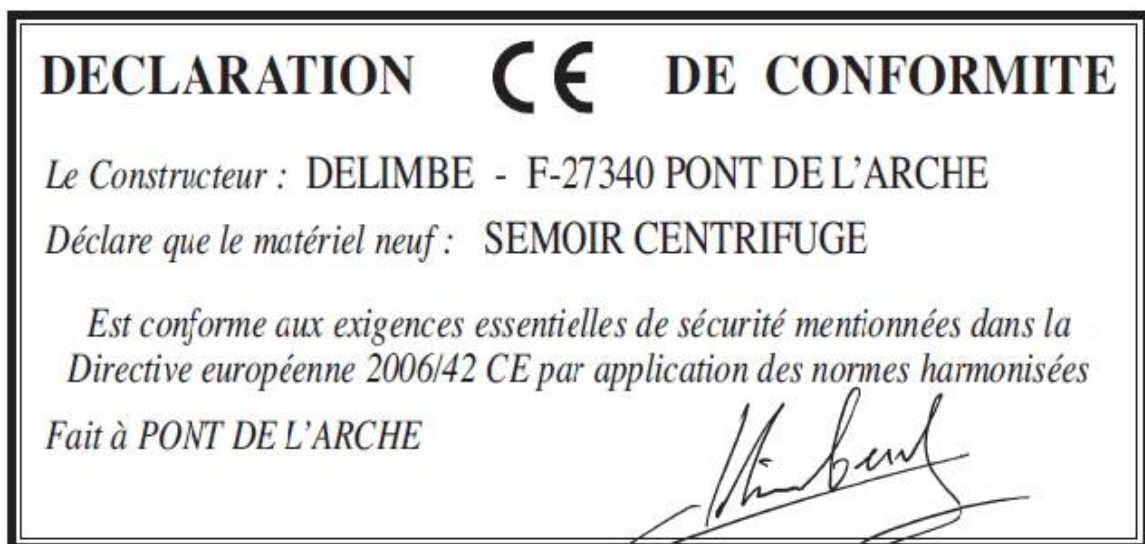 DECLARATION CE DE CONFORMITE
Le Constructeur : DELIMBE - F-27340 PONT DE L'ARCHE
Déclare que le matériel neuf : SEMOIR CENTRIFUGE
Est conforme aux exigences essentielles de sécurité mentionnées dans la
Directive européenne 2006/42 CE par application des normes harmonisées
Fait à PONT DE L'ARCHE